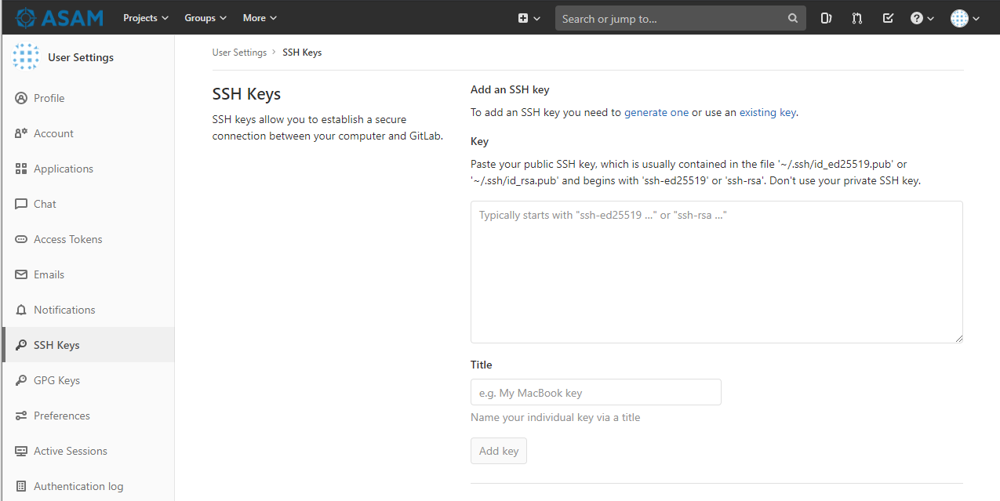 ASAM
Projects
Groups
More
Search or jump to...
User Settings
Profile
Account
Applications
Chat
Access Tokens
Emails
Notifications
SSH Keys
GPG Keys
Preferences
Active Sessions
Authentication log
User Settings > SSH Keys
SSH Keys
SSH keys allow you to establish a secure
connection between your computer and GitLab.
Add an SSH key
To add an SSH key you need to generate one or use an existing key.
Key
Paste your public SSH key, which is usually contained in the file '~/.ssh/id_ed25519.pub' or
'~/.ssh/id_rsa.pub' and begins with 'ssh-ed25519' or 'ssh-rsa'. Don't use your private SSH key.
Typically starts with "ssh-ed25519 ..." or "ssh-rsa ..."
Title
e.g. My MacBook key
Name your individual key via a title
Add key